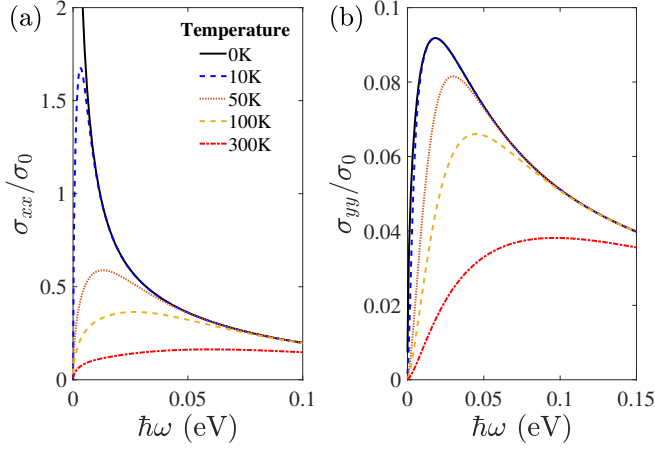 (a)
2
1.5
1
0.5
0
0
0.05
0.1
σxx/σ0
ħω (eV)
Temperature
0K
10K
50K
100K
300K
(b)
0.1
0.08
0.06
0.04
0.02
0
0
0.05
0.1
0.15
σyy/σ0
ħω (eV)